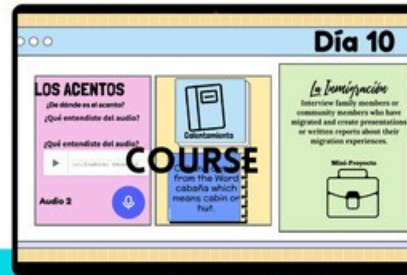 Día 10
LOS ACENTOS
¿De dónde es el acento?
¿Qué entendiste del audio?
¿Qué entendiste del audio?
Audio 2
Calentamiento
COURSE
from the Word
cabaña which
means cabin or
hut.
La Inmigración
Interview family members or
community members who have
migrated and create presentations
or written reports about their
migration experiences.
Mini-Proyecto